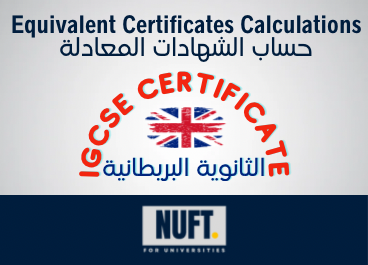 Equivalent Certificates Calculations
حساب الشهادات المعادلة
IGCSE CERTIFICATE
الثانوية البريطانية
NUFT.
FOR UNIVERSITIES